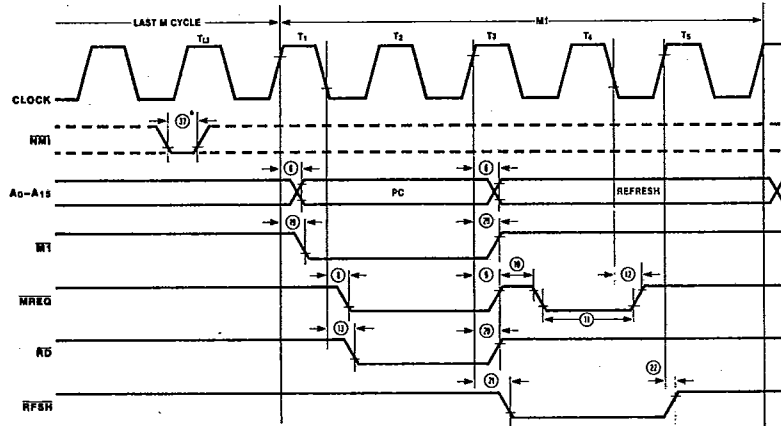 LAST M CYCLE
M1
TL1 T1 T2 T3 T4 T5
CLOCK
37*
NMI
6 6
A0–A15 PC REFRESH
19 25
M1
8 9 10 12
MREQ 11
13 20
RD
21 22
RFSH